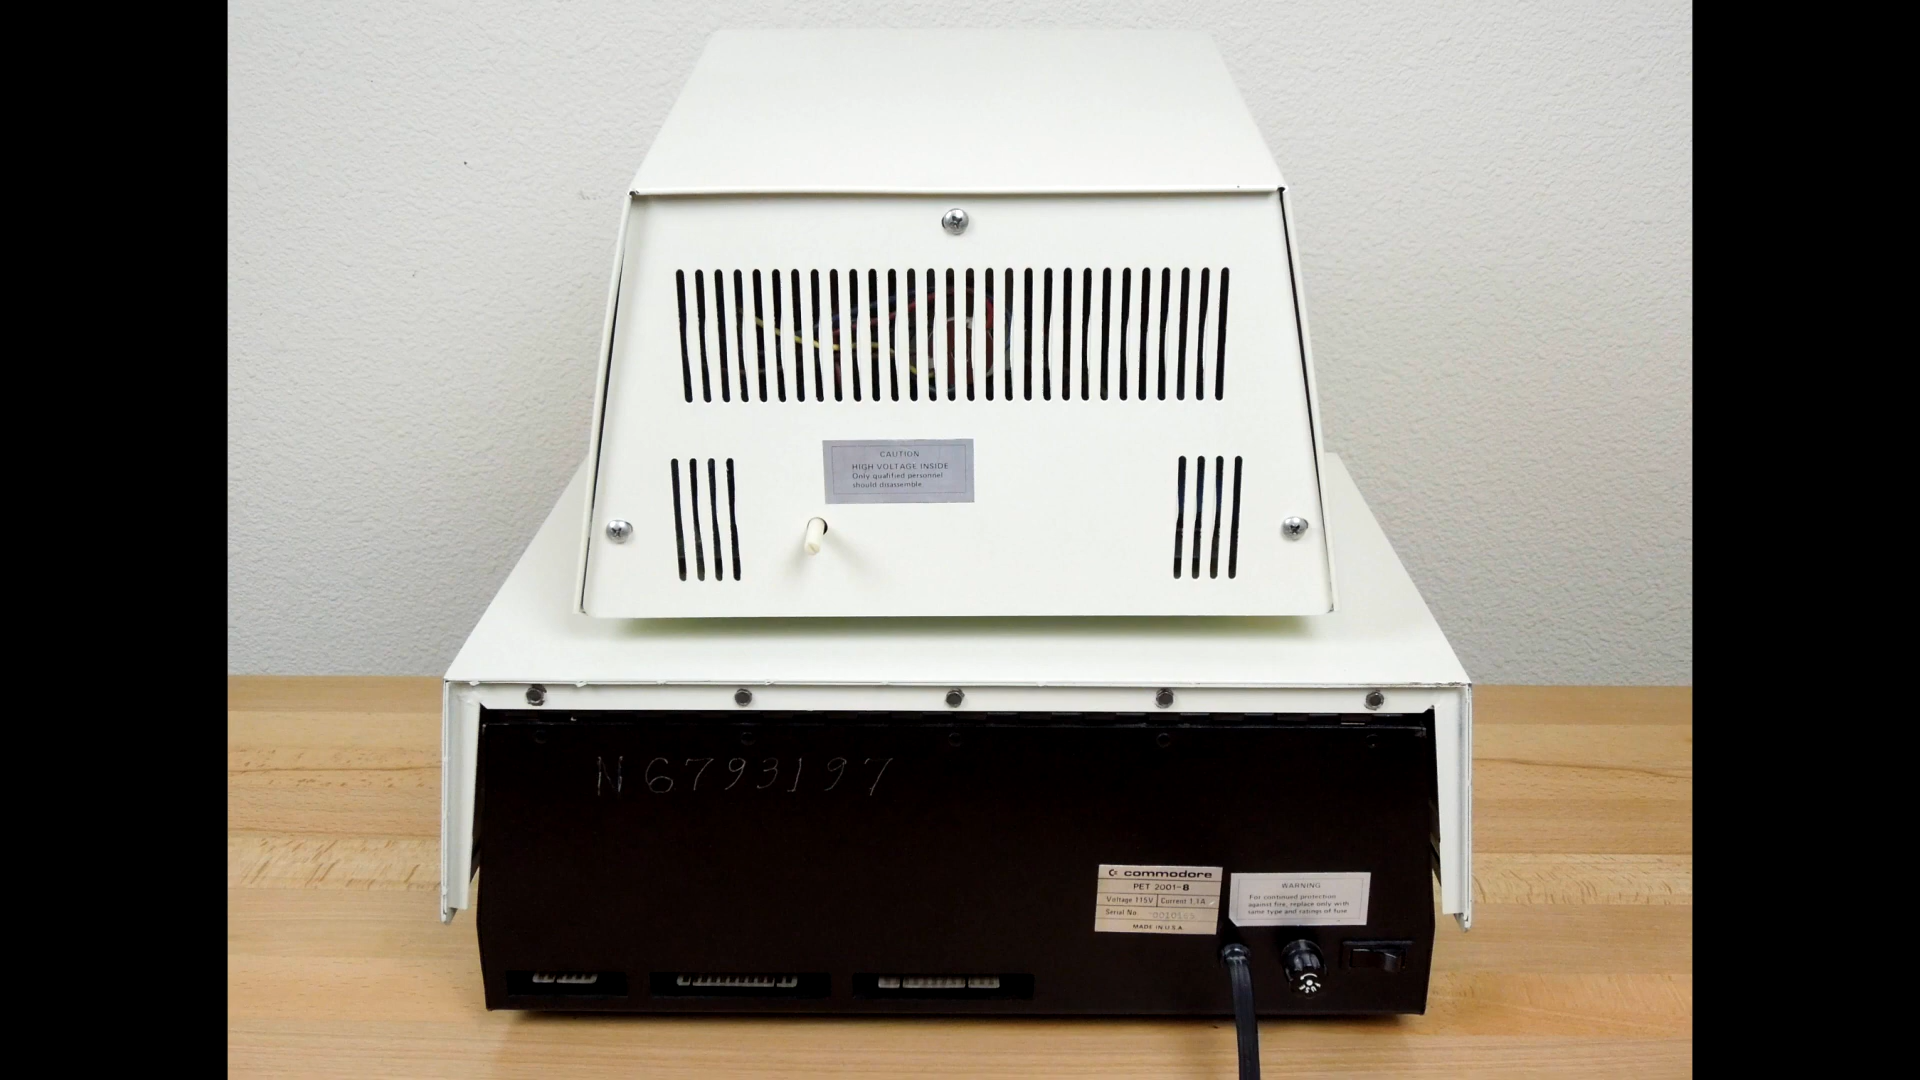 CAUTION
HIGH VOLTAGE INSIDE
Only qualified personnel
should disassemble
N6793197
commodore
PET 2001-8
Voltage 115V Current 1.1A
Serial No
MADE IN U.S.A
WARNING
For continued protection
against fire, replace only with
same type and ratings of fuse